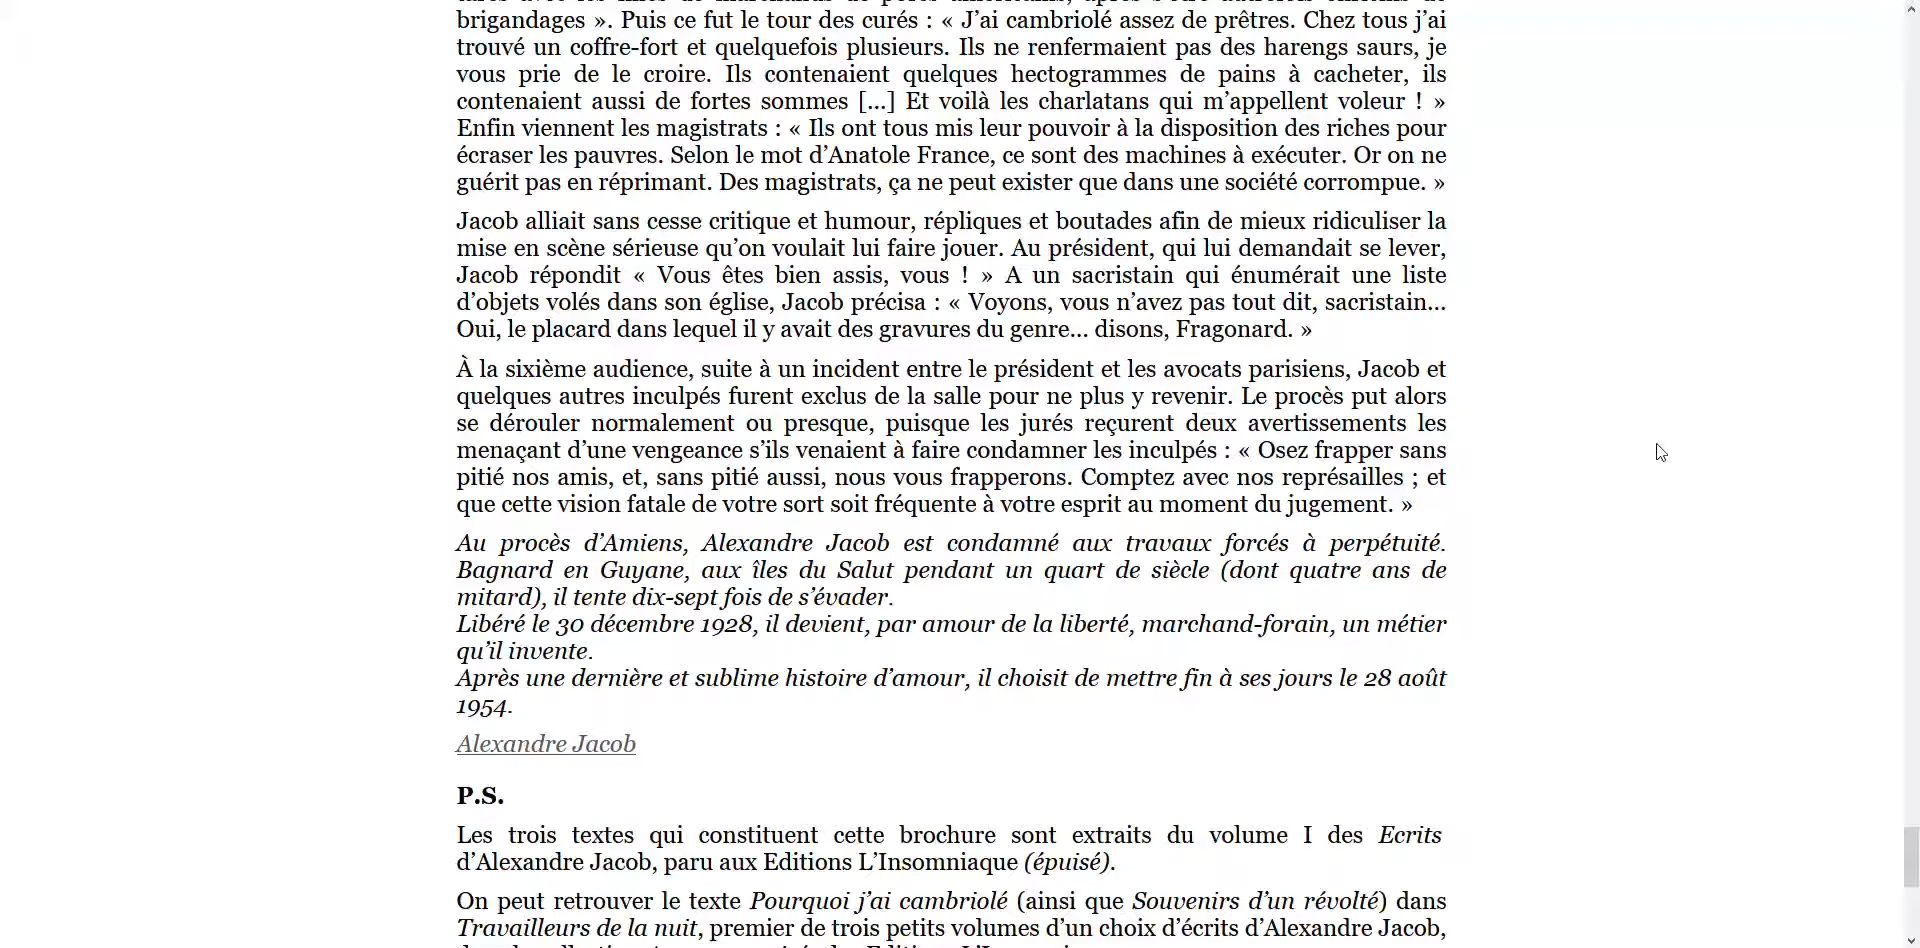 brigandages ». Puis ce fut le tour des curés : « J’ai cambriolé assez de prêtres. Chez tous j’ai
trouvé un coffre-fort et quelquefois plusieurs. Ils ne renfermaient pas des harengs saurs, je
vous prie de le croire. Ils contenaient quelques hectogrammes de pains à cacheter, ils
contenaient aussi de fortes sommes [...] Et voilà les charlatans qui m’appellent voleur ! »
Enfin viennent les magistrats : « Ils ont tous mis leur pouvoir à la disposition des riches pour
écraser les pauvres. Selon le mot d’Anatole France, ce sont des machines à exécuter. Or on ne
guérit pas en réprimant. Des magistrats, ça ne peut exister que dans une société corrompue. »
Jacob alliait sans cesse critique et humour, répliques et boutades afin de mieux ridiculiser la
mise en scène sérieuse qu’on voulait lui faire jouer. Au président, qui lui demandait se lever,
Jacob répondit « Vous êtes bien assis, vous ! » A un sacristain qui énumérait une liste
d’objets volés dans son église, Jacob précisa : « Voyons, vous n’avez pas tout dit, sacristain...
Oui, le placard dans lequel il y avait des gravures du genre... disons, Fragonard. »
À la sixième audience, suite à un incident entre le président et les avocats parisiens, Jacob et
quelques autres inculpés furent exclus de la salle pour ne plus y revenir. Le procès put alors
se dérouler normalement ou presque, puisque les jurés reçurent deux avertissements les
menaçant d’une vengeance s’ils venaient à faire condamner les inculpés : « Osez frapper sans
pitié nos amis, et, sans pitié aussi, nous vous frapperons. Comptez avec nos représailles ; et
que cette vision fatale de votre sort soit fréquente à votre esprit au moment du jugement. »
Au procès d’Amiens, Alexandre Jacob est condamné aux travaux forcés à perpétuité.
Bagnard en Guyane, aux îles du Salut pendant un quart de siècle (dont quatre ans de
mitard), il tente dix-sept fois de s’évader.
Libéré le 30 décembre 1928, il devient, par amour de la liberté, marchand-forain, un métier
qu’il invente.
Après une dernière et sublime histoire d’amour, il choisit de mettre fin à ses jours le 28 août
1954.
Alexandre Jacob
P.S.
Les trois textes qui constituent cette brochure sont extraits du volume I des Ecrits
d’Alexandre Jacob, paru aux Editions L’Insomniaque (épuisé).
On peut retrouver le texte Pourquoi j’ai cambriolé (ainsi que Souvenirs d’un révolté) dans
Travailleurs de la nuit, premier de trois petits volumes d’un choix d’écrits d’Alexandre Jacob,